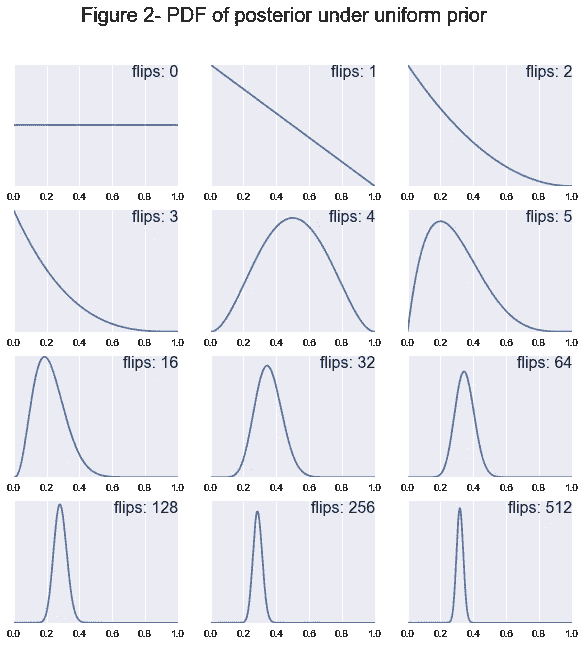 Figure 2- PDF of posterior under uniform prior
flips: 0 flips: 1 flips: 2
0.0 0.2 0.4 0.6 0.8 1.0 0.0 0.2 0.4 0.6 0.8 1.0 0.0 0.2 0.4 0.6 0.8 1.0
flips: 3 flips: 4 flips: 5
0.0 0.2 0.4 0.6 0.8 1.0 0.0 0.2 0.4 0.6 0.8 1.0 0.0 0.2 0.4 0.6 0.8 1.0
flips: 16 flips: 32 flips: 64
0.0 0.2 0.4 0.6 0.8 1.0 0.0 0.2 0.4 0.6 0.8 1.0 0.0 0.2 0.4 0.6 0.8 1.0
flips: 128 flips: 256 flips: 512
0.0 0.2 0.4 0.6 0.8 1.0 0.0 0.2 0.4 0.6 0.8 1.0 0.0 0.2 0.4 0.6 0.8 1.0